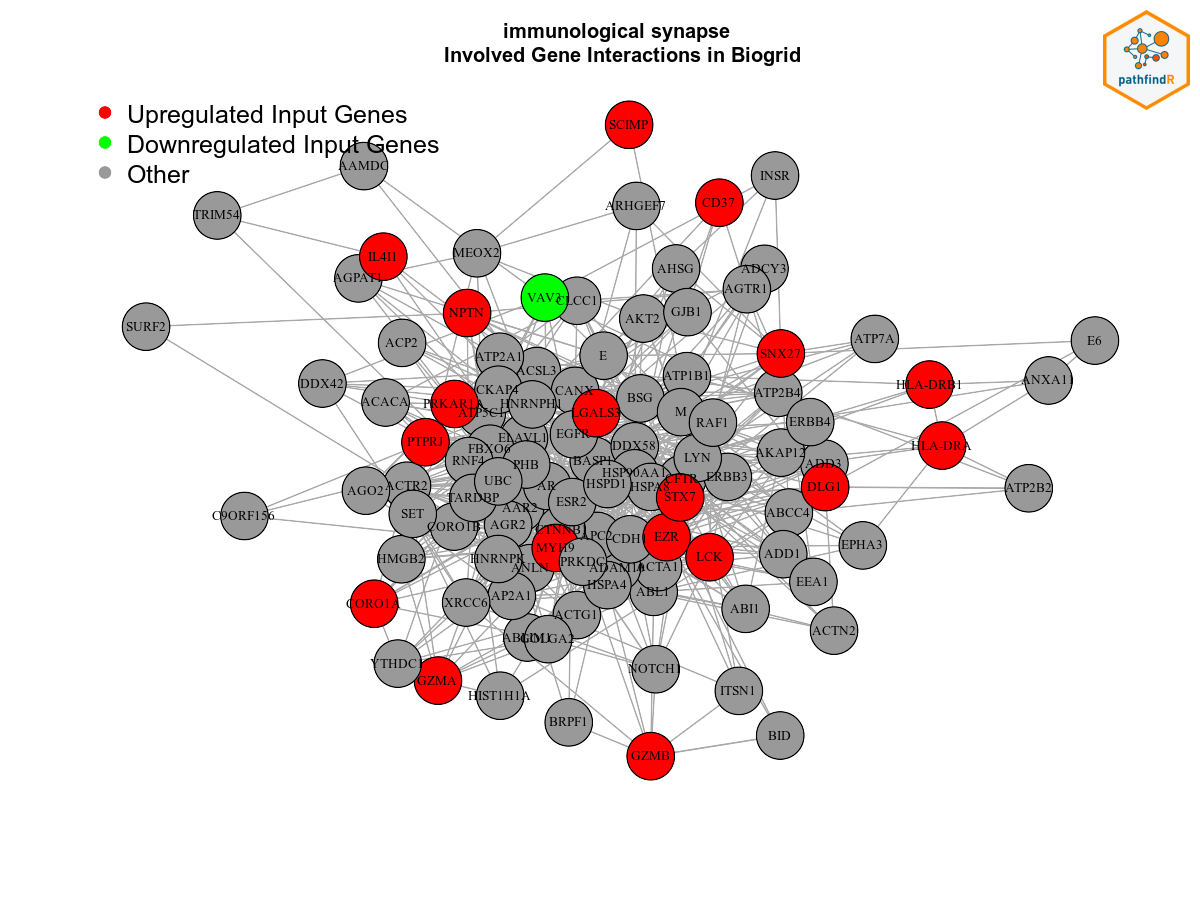 immunological synapse
Involved Gene Interactions in Biogrid
pathfindR
Upregulated Input Genes
Downregulated Input Genes
Other
SCIMP
AAMDC
INSR
CD37
ARHGEF7
TRIM54
MEOX2
IL4I1
AGPAT1
AHSG
ADCY3
AGTR1
VAV3
CLCC1
NPTN
GJB1
AKT2
SURF2
ACP2
ATP7A
E6
SNX27
E
ATP2A1
ACSL3
ATP1B1
DDX42
ANXA11
HLA-DRB1
CKAP4
CANX
ATP2B4
BSG
ACACA
PRKAR1A
HNRNPH1
ATP5C1
LGALS3
M
RAF1
ERBB4
PTPRJ
ELAVL1
EGFR
FBXO6
DDX58
HLA-DRA
AKAP12
RNF4
PHB
BASP1
LYN
ADD3
HSP90AA1
ERBB3
CFTR
UBC
AR
HSPD1
HSPA8
DLG1
ATP2B2
AGO2
ACTR2
TARDBP
STX7
ESR2
AAR2
SET
C9ORF156
ABCC4
CORO1B
AGR2
CTNNB1
APC2
CDH1
EZR
EPHA3
MYH9
ADD1
LCK
HMGB2
HNRNPK
PRKDC
ANLN
ACTA1
HSPA4
EEA1
ABL1
AP2A1
XRCC6
CORO1A
ABI1
ACTG1
ACTN2
GOLGA2
YTHDC1
NOTCH1
GZMA
HIST1H1A
ITSN1
BRPF1
BID
GZMB